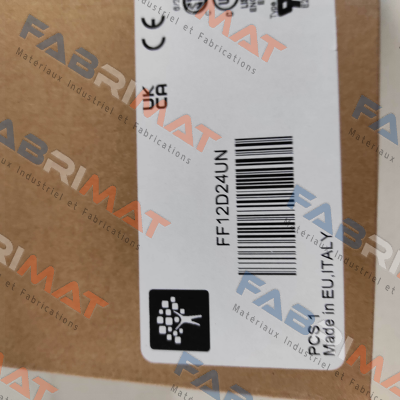 UK
CA
CE
FF12D24UN
PCS 1
Made in EU, ITALY
FABRIMAT
Matériaux Industriel et Fabrications